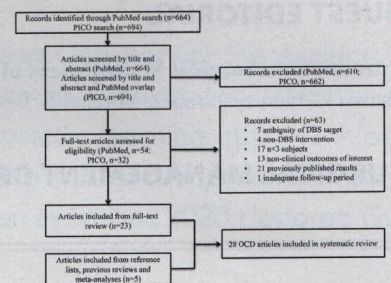 QUEST EDITOR
Records identified through PubMed search (n=664)
PICO search (n=694)
Articles screened by title and
abstract (PubMed, n=664)
Articles screened by title and
abstract and PubMed overlap
(PICO, n=694)
Records excluded (PubMed, n=610;
PICO, n=662)
Full-text articles assessed for
eligibility (PubMed, n=54;
PICO, n=32)
Records excluded (n=63)
• 7 ambiguity of DBS target
• 4 non-DBS intervention
• 17 n<3 subjects
• 13 non-clinical outcomes of interest
• 21 previously published results
• 1 inadequate follow-up period
Articles included from full-text
review (n=23)
28 OCD articles included in systematic review
Articles included from reference
lists, previous reviews and
meta-analyses (n=5)